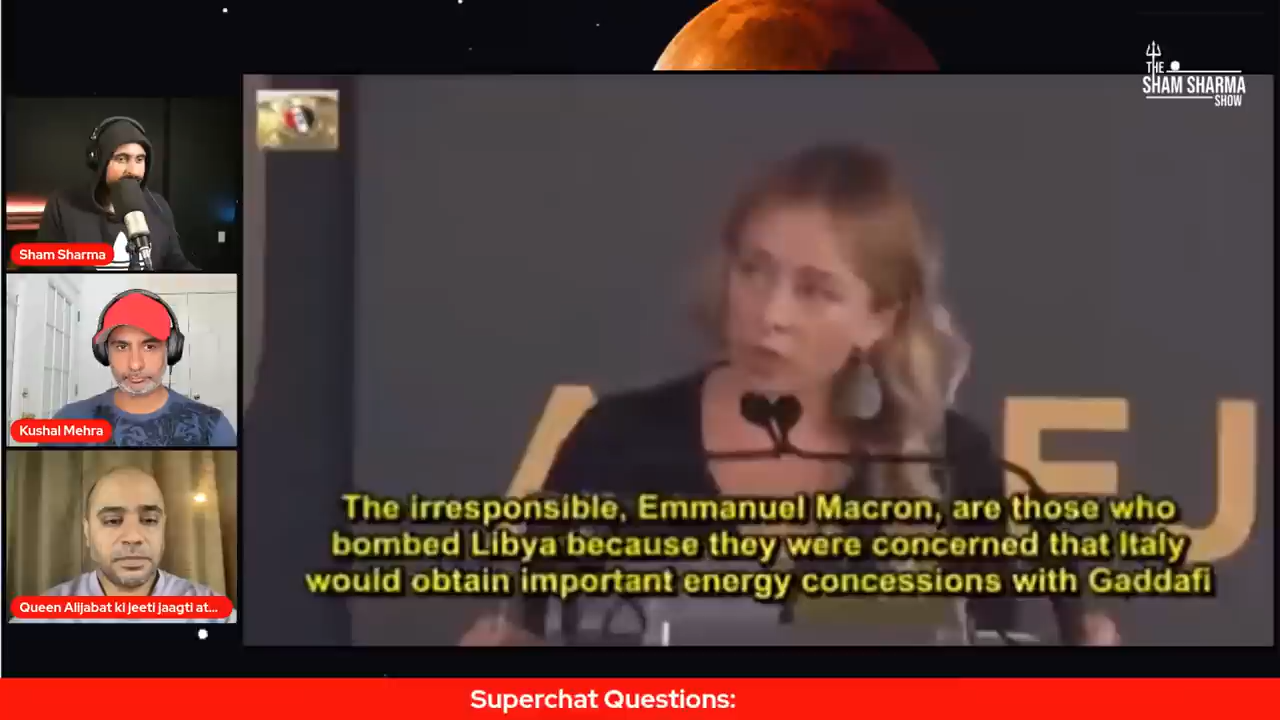 THE
SHAM SHARMA
SHOW
Sham Sharma
Kushal Mehra
Queen Alijabat ki jeeti jaagti at...
EJ
The irresponsible, Emmanuel Macron, are those who
bombed Libya because they were concerned that Italy
would obtain important energy concessions with Gaddafi
Superchat Questions: